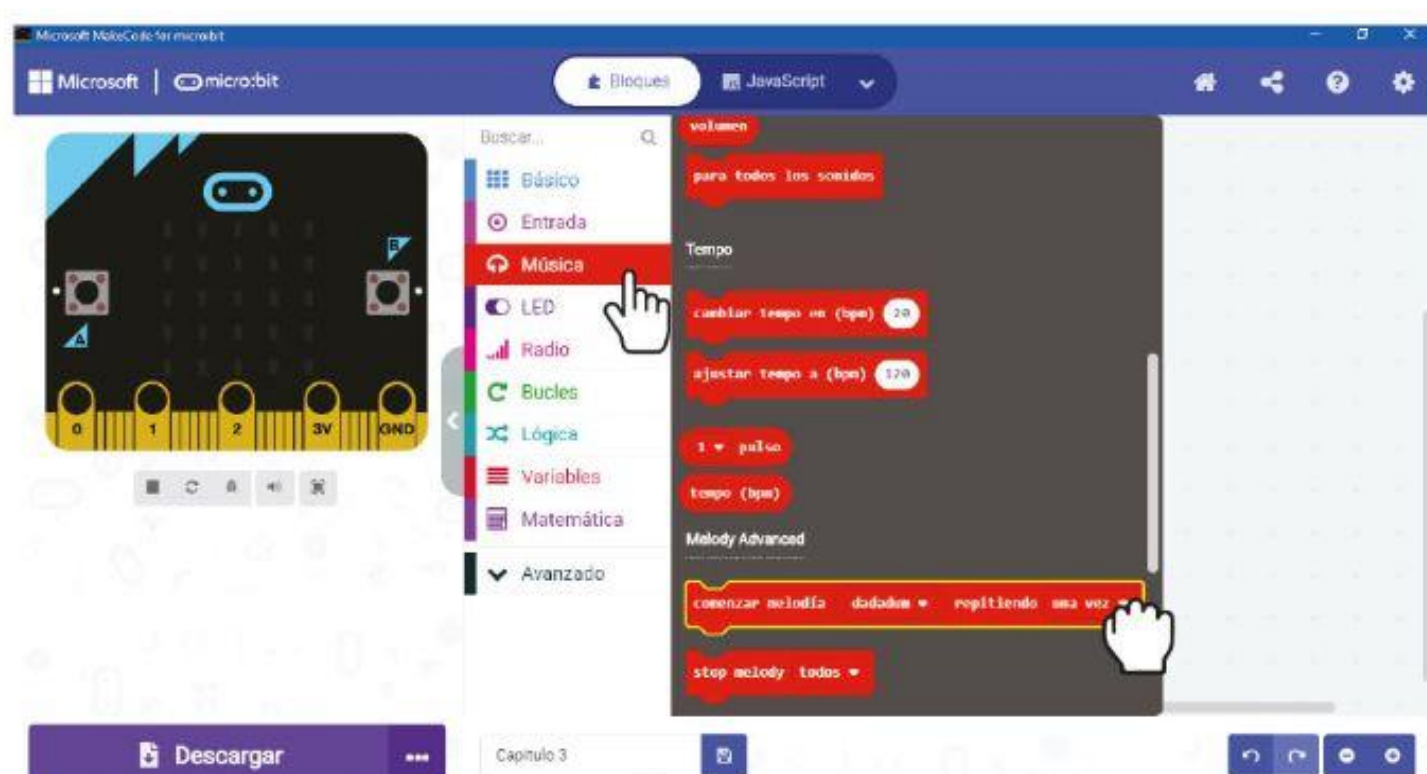 Microsoft MakeCode for micro:bit
Microsoft | micro:bit
Bloques
JavaScript
Buscar...
Básico
Entrada
Música
LED
Radio
Bucles
Lógica
Variables
Matemática
Avanzado
volumen
para todos los sonidos
Tempo
cambiar tempo en (bpm) 20
ajustar tempo a (bpm) 120
1 pulso
tempo (bpm)
Melody Advanced
comenzar melodía dadadum repitiendo una vez
stop melody todos
B
A
0 1 2 3V GND
Descargar
Capitulo 3